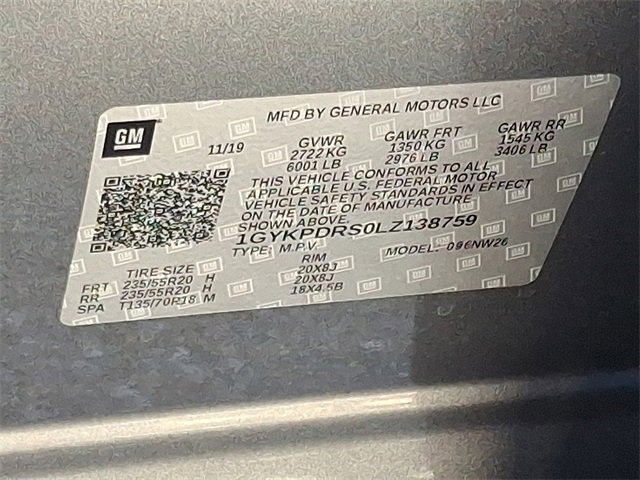 MFD BY GENERAL MOTORS LLC
GM
11/19
GVWR GAWR FRT GAWR RR
2722 KG 1350 KG 1545 KG
6001 LB 2976 LB 3406 LB
THIS VEHICLE CONFORMS TO ALL
APPLICABLE U.S. FEDERAL MOTOR
VEHICLE SAFETY STANDARDS IN EFFECT
ON THE DATE OF MANUFACTURE
SHOWN ABOVE.
1GYKPDRS0LZ138759
TYPE: M.P.V. MODEL: 096NW26
TIRE SIZE RIM
FRT 235/55R20 H 20X8J
RR 235/55R20 H 20X8J
SPA T135/70R18 M 18X4.5B